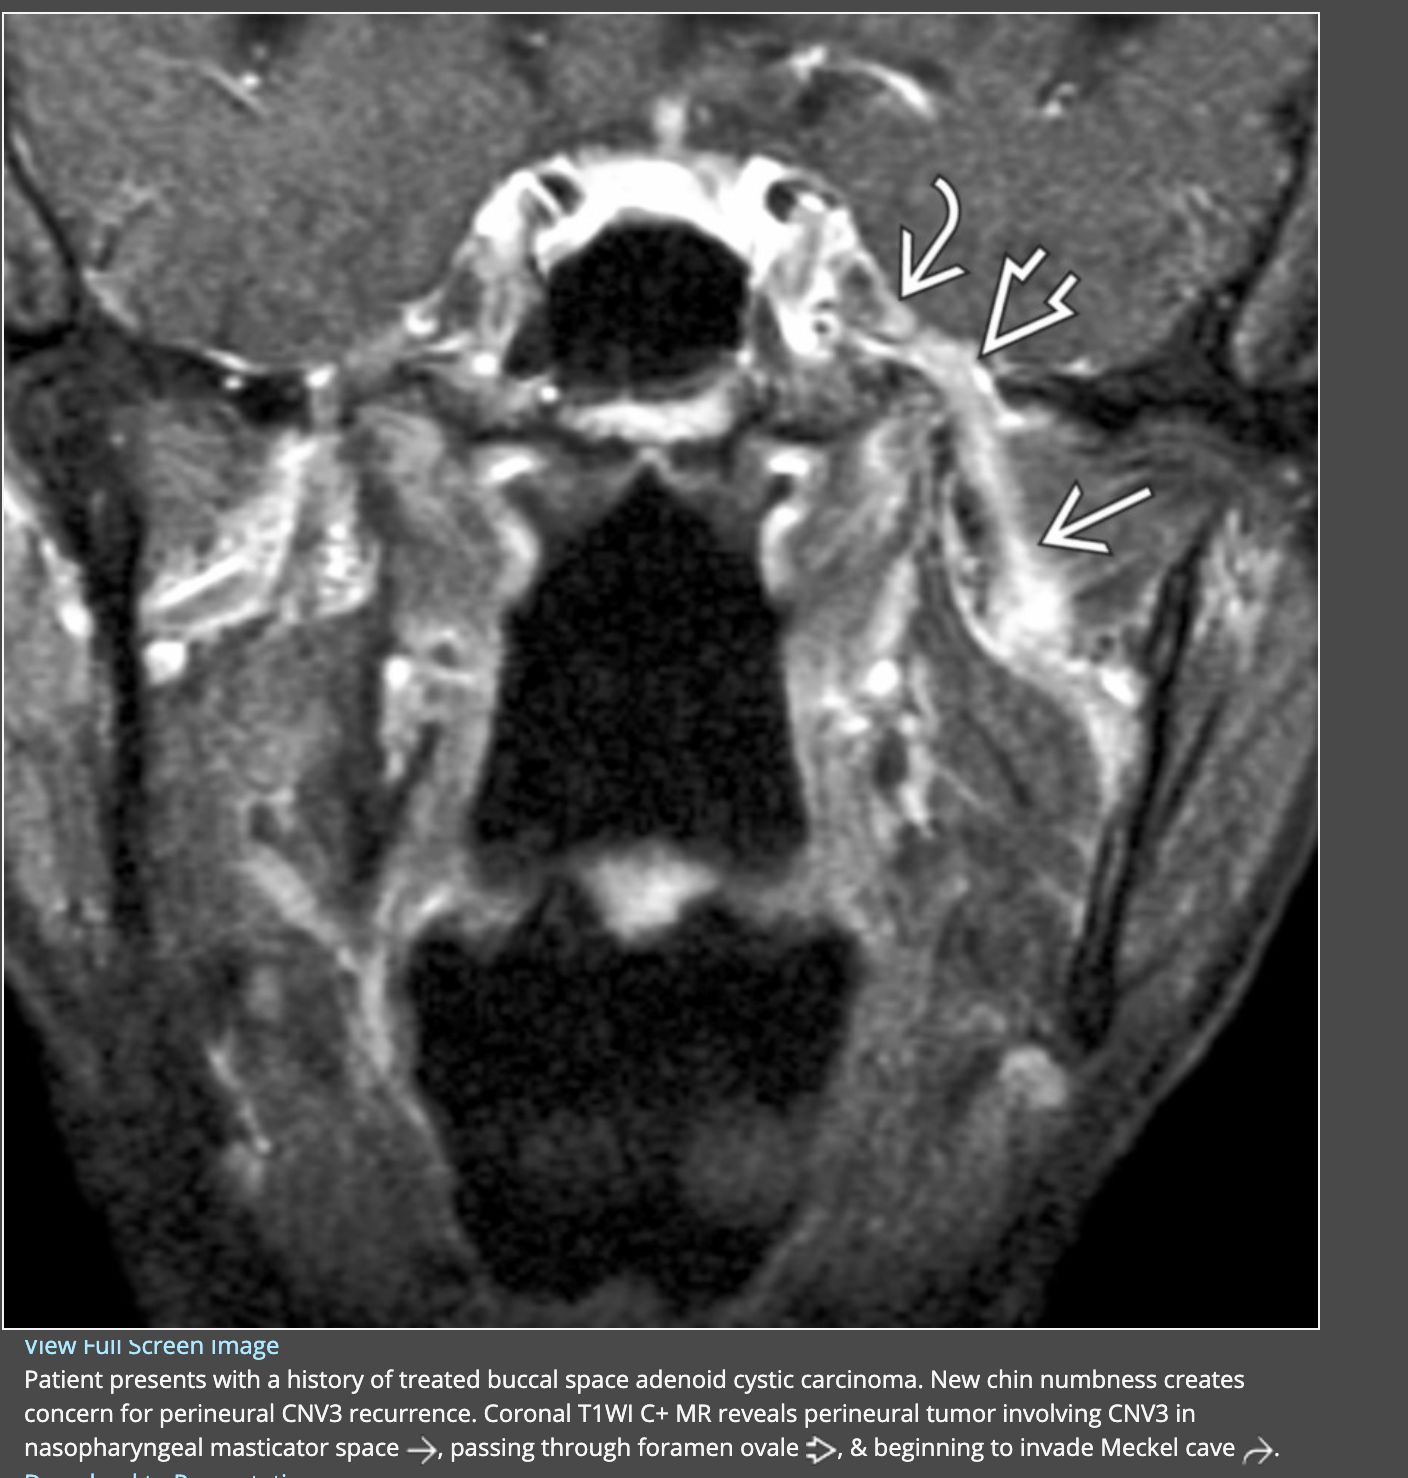 View Full Screen Image
Patient presents with a history of treated buccal space adenoid cystic carcinoma. New chin numbness creates
concern for perineural CNV3 recurrence. Coronal T1WI C+ MR reveals perineural tumor involving CNV3 in
nasopharyngeal masticator space →, passing through foramen ovale ⇨, & beginning to invade Meckel cave ⤴.